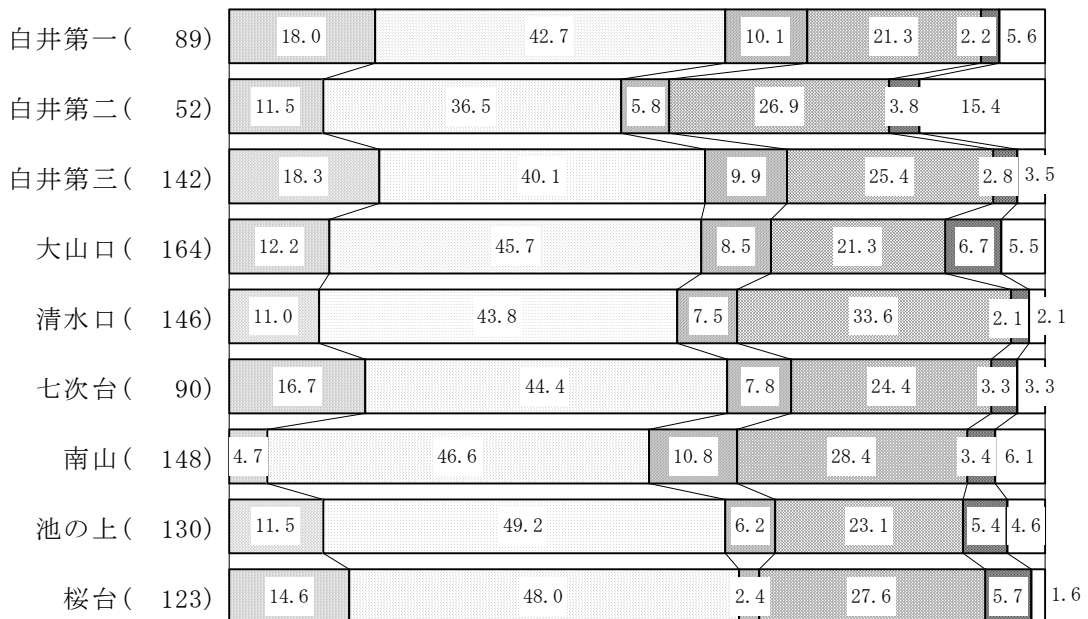 白井第一( 89) 18.0 42.7 10.1 21.3 2.2 5.6
白井第二( 52) 11.5 36.5 5.8 26.9 3.8 15.4
白井第三( 142) 18.3 40.1 9.9 25.4 2.8 3.5
大山口( 164) 12.2 45.7 8.5 21.3 6.7 5.5
清水口( 146) 11.0 43.8 7.5 33.6 2.1 2.1
七次台( 90) 16.7 44.4 7.8 24.4 3.3 3.3
南山( 148) 4.7 46.6 10.8 28.4 3.4 6.1
池の上( 130) 11.5 49.2 6.2 23.1 5.4 4.6
桜台( 123) 14.6 48.0 2.4 27.6 5.7 1.6